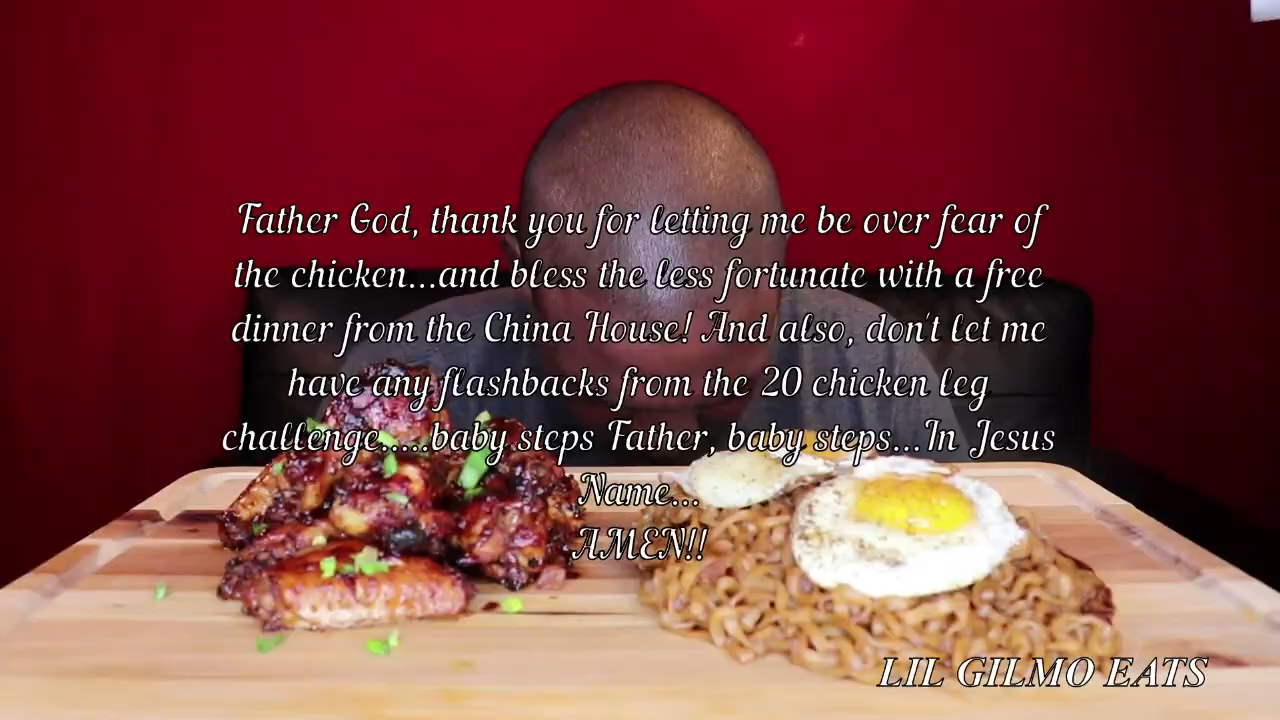 Father God, thank you for letting me be over fear of
the chicken...and bless the less fortunate with a free
dinner from the China House! And also, don't let me
have any flashbacks from the 20 chicken leg
challenge.....baby steps Father, baby steps...In Jesus
Name...
AMEN!!
LIL GILMO EATS